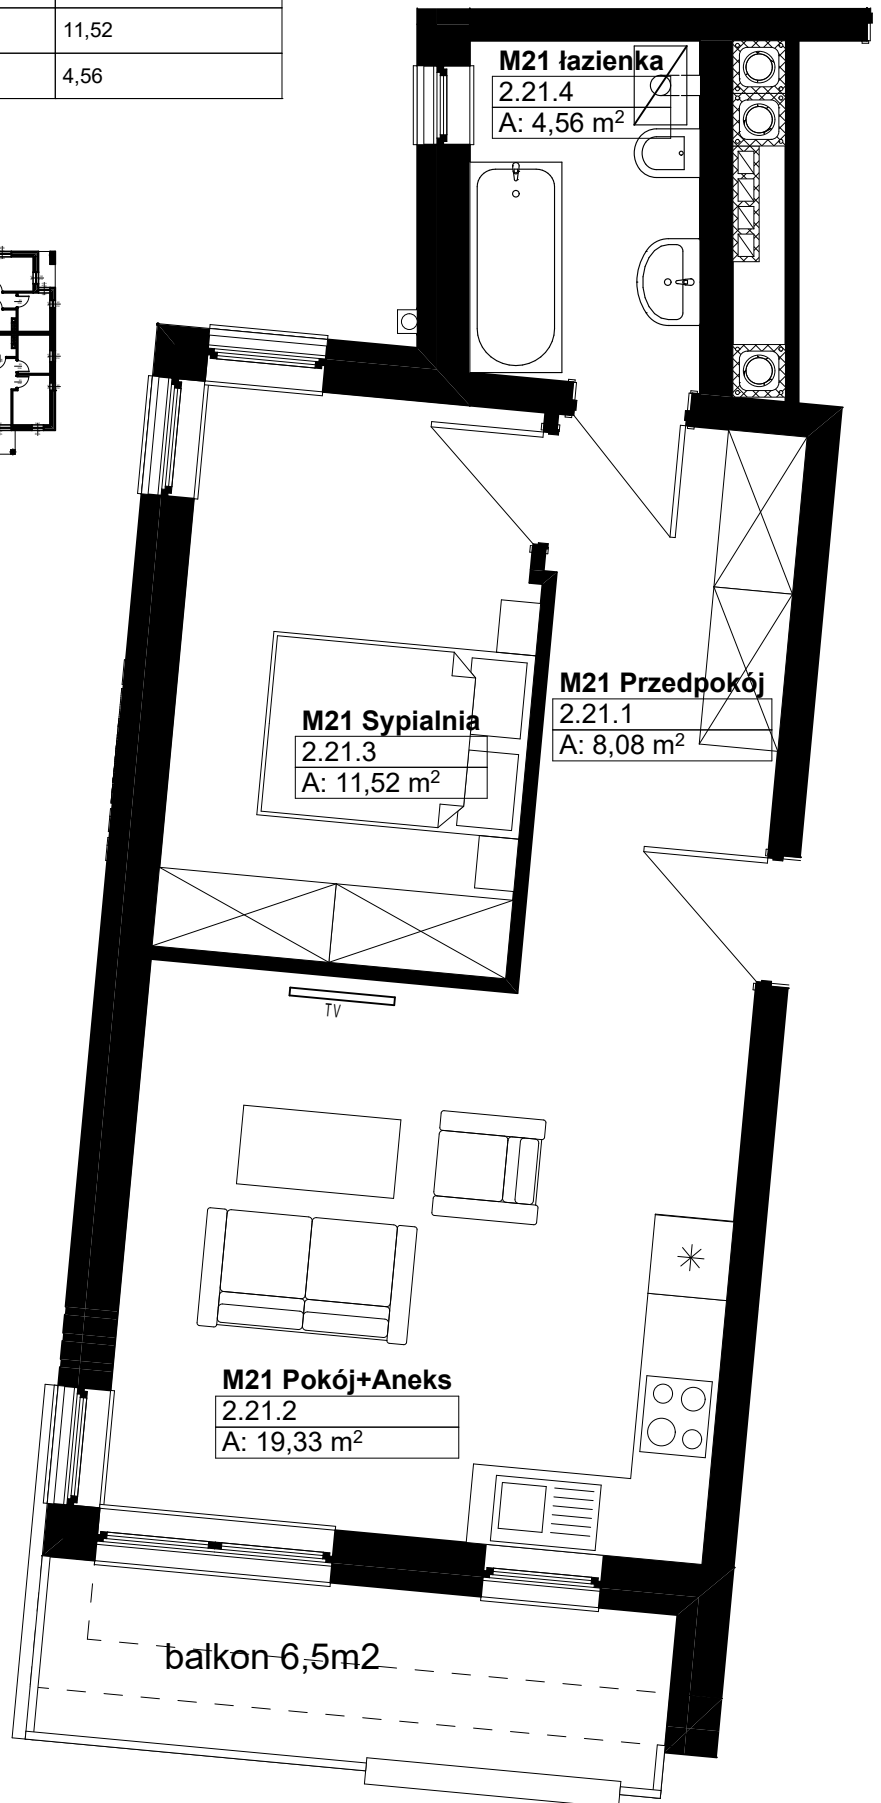 11,52
4,56
M21 łazienka
2.21.4
A: 4,56 m²
M21 Przedpokój
2.21.1
A: 8,08 m²
M21 Sypialnia
2.21.3
A: 11,52 m²
TV
M21 Pokój+Aneks
2.21.2
A: 19,33 m²
balkon 6,5m2